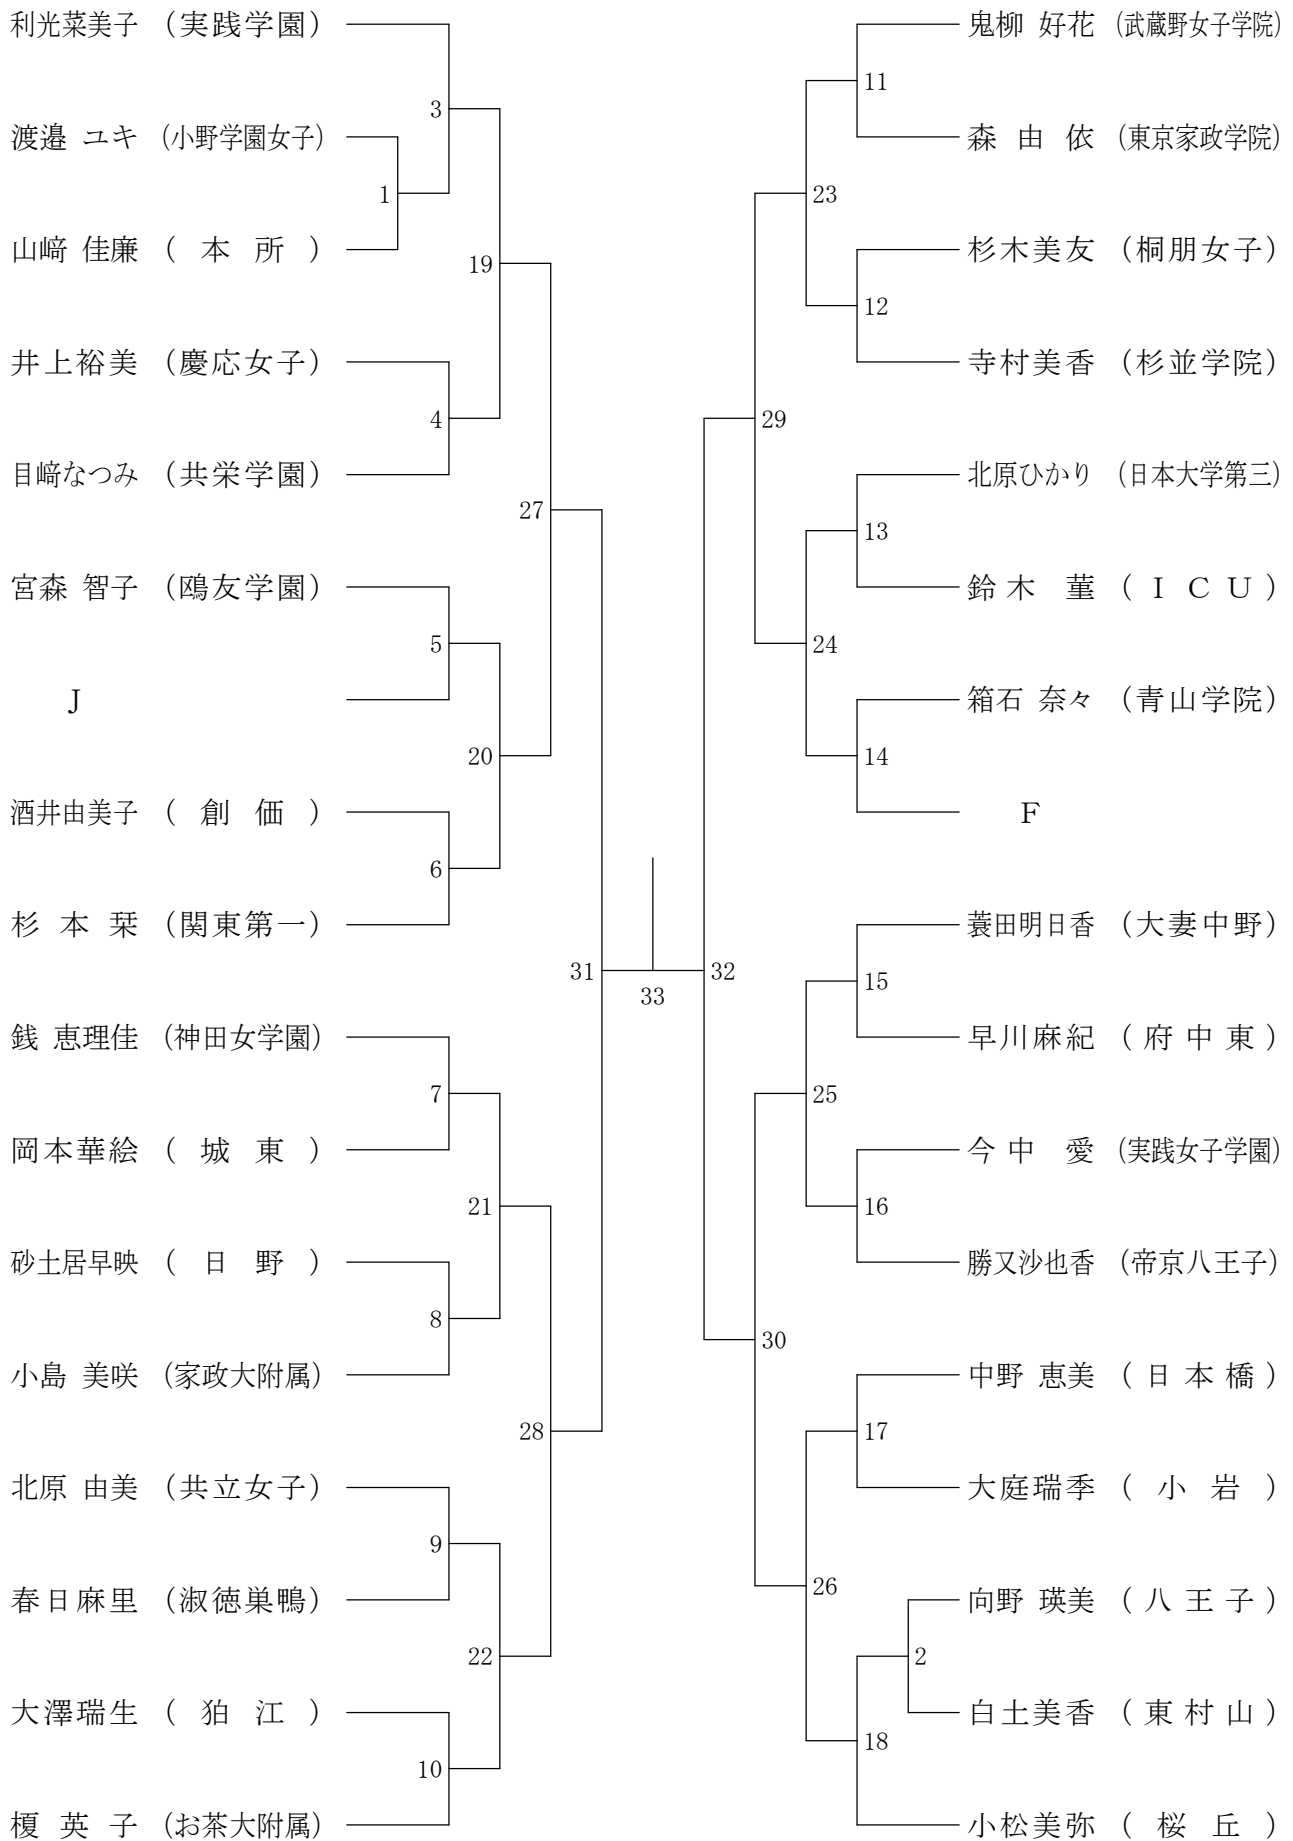 利光菜美子 (実践学園)
渡邉 ユキ (小野学園女子)
山﨑 佳廉 ( 本 所 )
井上裕美 (慶応女子)
目﨑なつみ (共栄学園)
宮森 智子 (鴎友学園)
J
酒井由美子 ( 創 価 )
杉 本 栞 (関東第一)
銭 恵理佳 (神田女学園)
岡本華絵 ( 城 東 )
砂土居早映 ( 日 野 )
小島 美咲 (家政大附属)
北原 由美 (共立女子)
春日麻里 (淑徳巣鴨)
大澤瑞生 ( 狛 江 )
榎 英 子 (お茶大附属)
1
3
4
5
6
7
8
9
10
19
20
21
22
27
28
31
33
32
29
30
23
24
25
26
11
12
13
14
15
16
17
18
2
鬼柳 好花 (武蔵野女子学院)
森 由 依 (東京家政学院)
杉木美友 (桐朋女子)
寺村美香 (杉並学院)
北原ひかり (日本大学第三)
鈴 木 菫 ( I C U )
箱石 奈々 (青山学院)
F
蓑田明日香 (大妻中野)
早川麻紀 ( 府 中 東 )
今 中 愛 (実践女子学園)
勝又沙也香 (帝京八王子)
中野 恵美 ( 日 本 橋 )
大庭瑞季 ( 小 岩 )
向野 瑛美 ( 八 王 子 )
白土美香 ( 東 村 山 )
小松美弥 ( 桜 丘 )